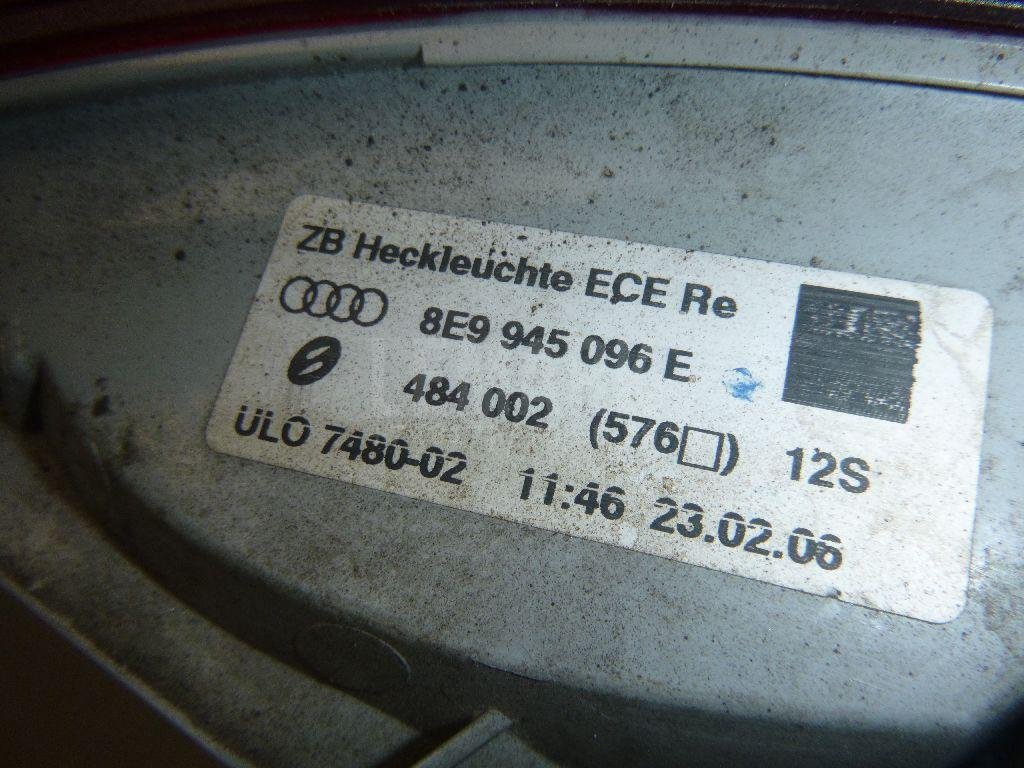 ZB Heckleuchte ECE Re
8E9 945 096 E
484 002 (576□) 12S
ULO 7480-02 11:46 23.02.06